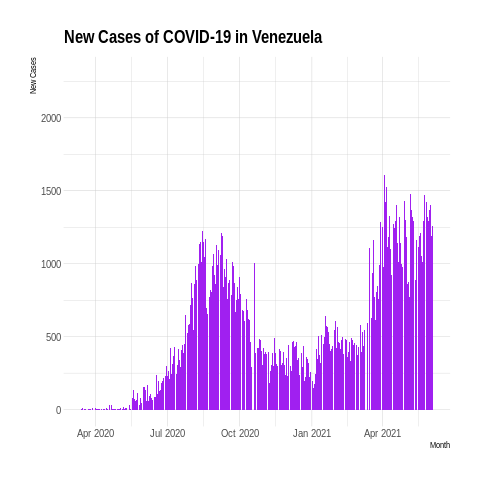 New Cases of COVID-19 in Venezuela
New Cases
2000
1500
1000
500
0
Apr 2020 Jul 2020 Oct 2020 Jan 2021 Apr 2021
Month